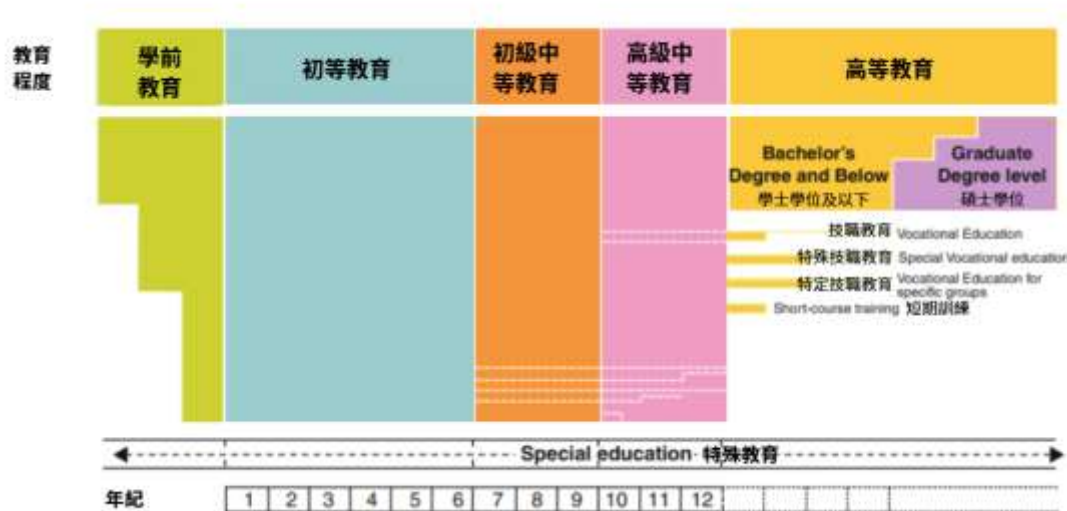 教育
程度
學前
教育
初等教育
初級中
等教育
高級中
等教育
高等教育
Bachelor's
Degree and Below
學士學位及以下
Graduate
Degree level
碩士學位
技職教育 Vocational Education
特殊技職教育 Special Vocational education
特定技職教育 Vocational Education for
specific groups
Short-course training 短期訓練
Special education 特殊教育
年紀 1 2 3 4 5 6 7 8 9 10 11 12